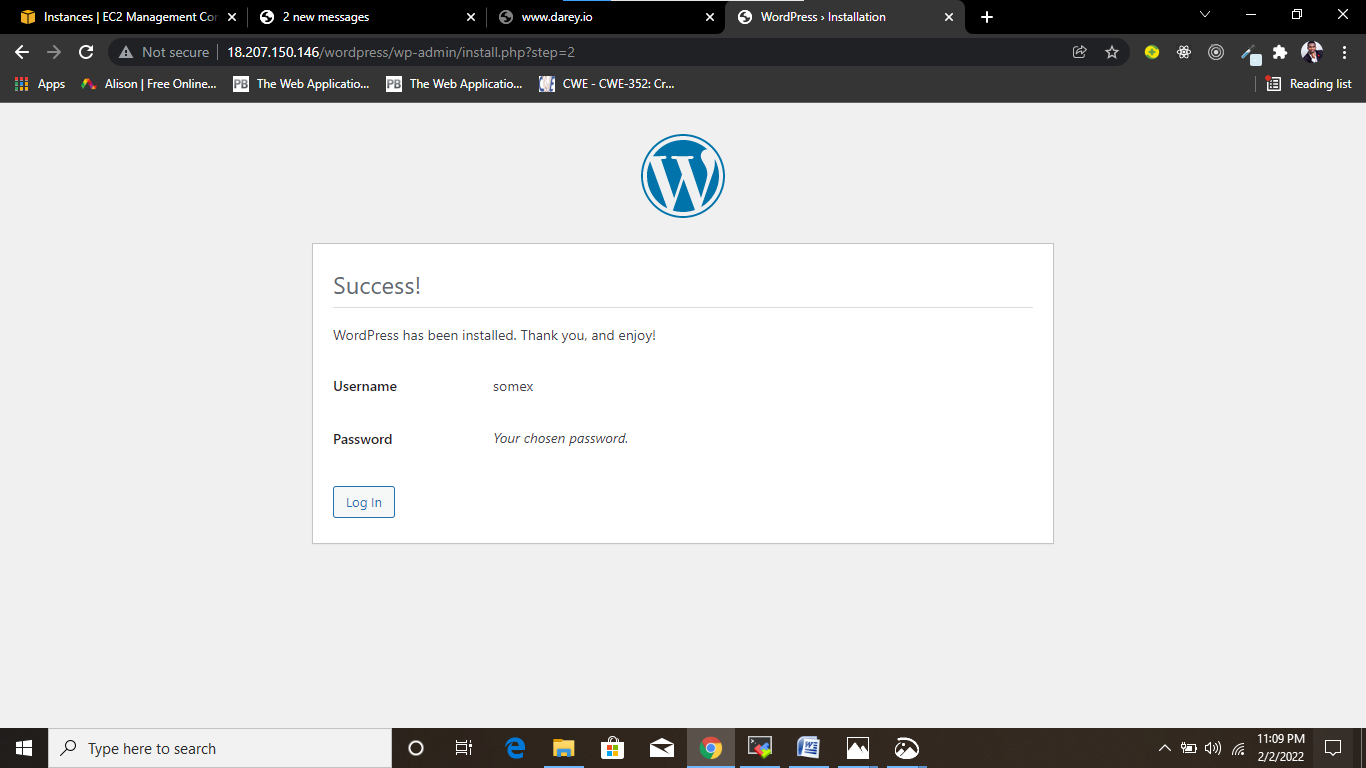 Instances | EC2 Management Cor
2 new messages
www.darey.io
WordPress › Installation
Not secure
18.207.150.146/wordpress/wp-admin/install.php?step=2
Apps
Alison | Free Online...
PB
The Web Applicatio...
PB
The Web Applicatio...
CWE - CWE-352: Cr...
Reading list
W
Success!
WordPress has been installed. Thank you, and enjoy!
Username somex
Password Your chosen password.
Log In
Type here to search
11:09 PM
2/2/2022